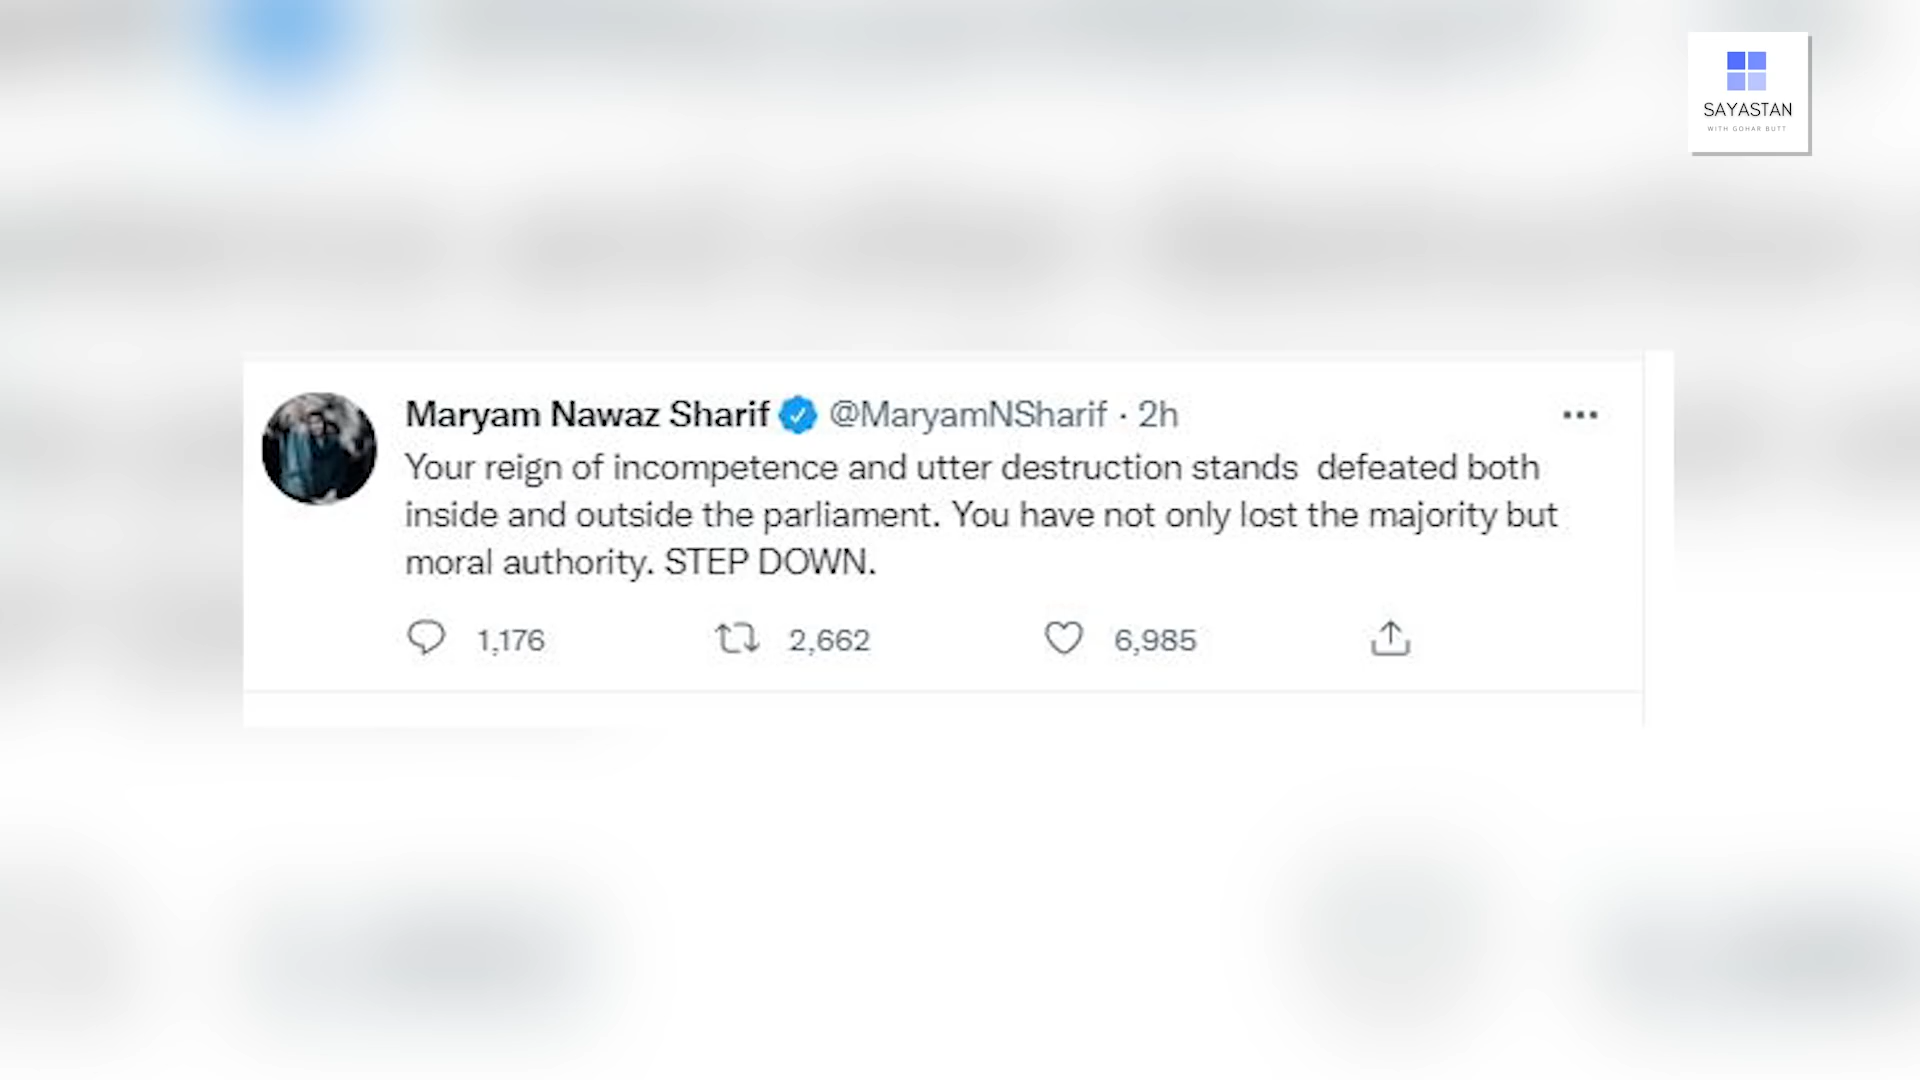 SAYASTAN
WITH GOHAR BUTT
Maryam Nawaz Sharif @MaryamNSharif · 2h
Your reign of incompetence and utter destruction stands  defeated both
inside and outside the parliament. You have not only lost the majority but
moral authority. STEP DOWN.
1,176 2,662 6,985